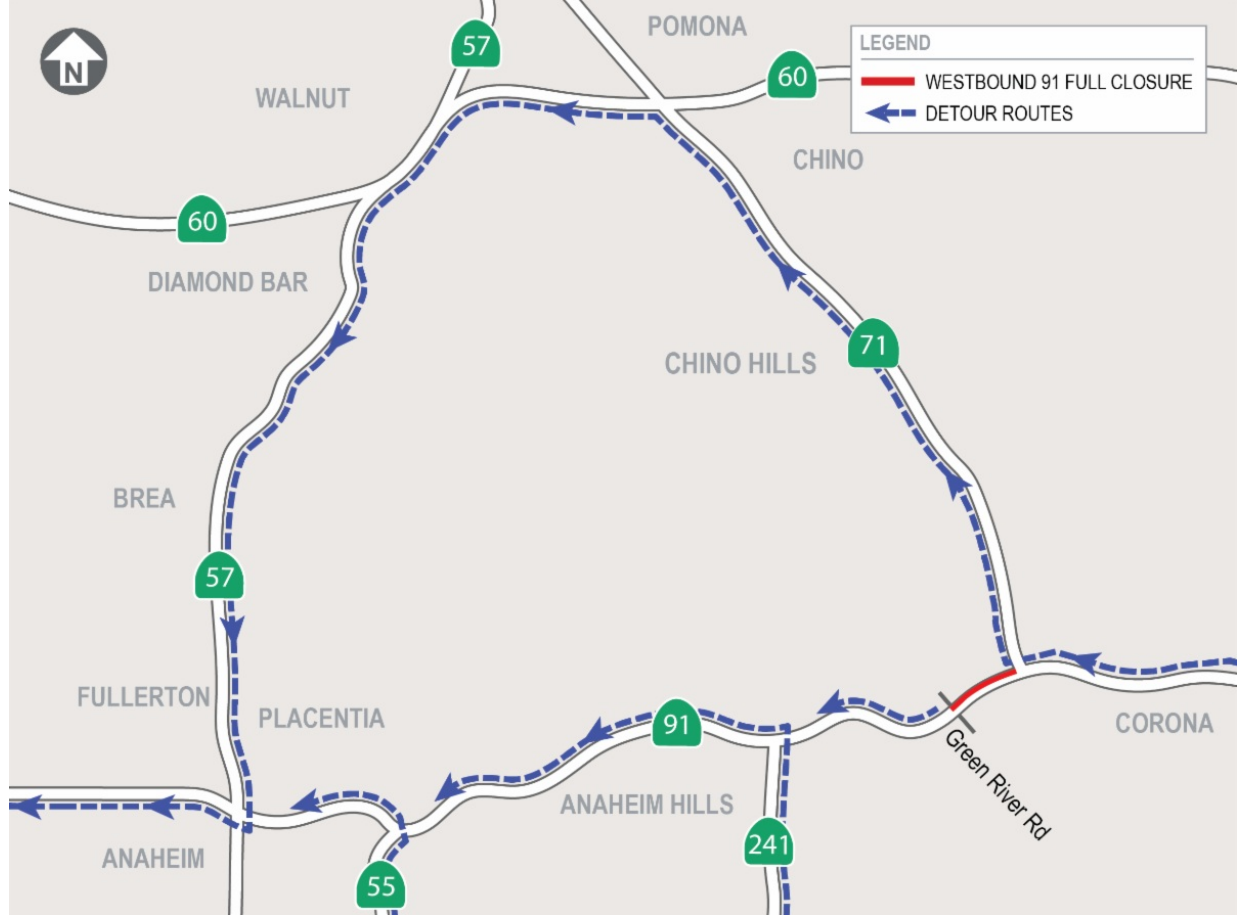 N
57
POMONA
LEGEND
WESTBOUND 91 FULL CLOSURE
DETOUR ROUTES
60
WALNUT
CHINO
60
DIAMOND BAR
CHINO HILLS
71
BREA
57
FULLERTON
PLACENTIA
91
CORONA
Green River Rd
ANAHEIM HILLS
ANAHEIM
241
55